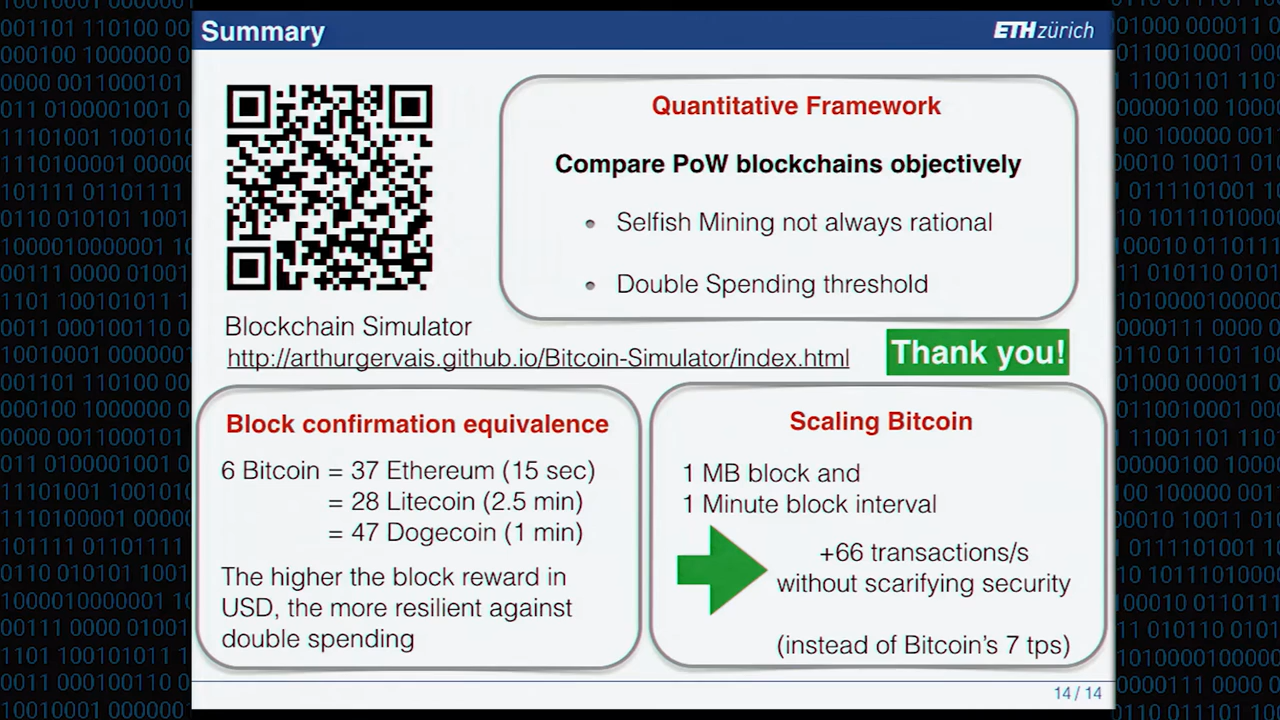 Summary
ETH zürich
Quantitative Framework
Compare PoW blockchains objectively
• Selfish Mining not always rational
• Double Spending threshold
Blockchain Simulator
http://arthurgervais.github.io/Bitcoin-Simulator/index.html
Thank you!
Block confirmation equivalence
6 Bitcoin = 37 Ethereum (15 sec)
= 28 Litecoin (2.5 min)
= 47 Dogecoin (1 min)
The higher the block reward in
USD, the more resilient against
double spending
Scaling Bitcoin
1 MB block and
1 Minute block interval
+66 transactions/s
without scarifying security
(instead of Bitcoin's 7 tps)
14 / 14